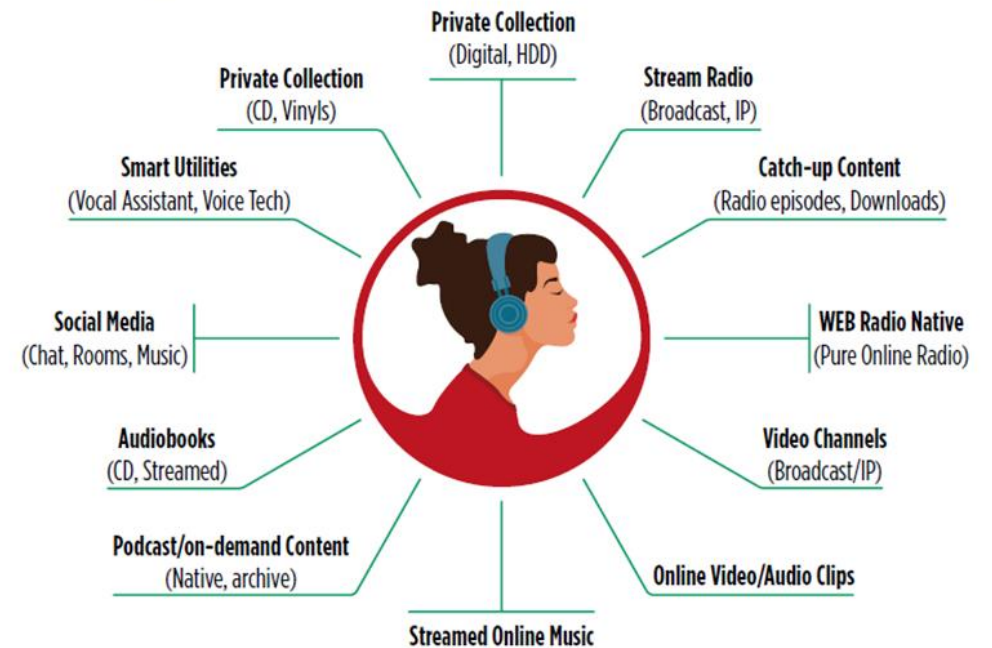 Private Collection
(Digital, HDD)
Stream Radio
(Broadcast, IP)
Catch-up Content
(Radio episodes, Downloads)
WEB Radio Native
(Pure Online Radio)
Video Channels
(Broadcast/IP)
Online Video/Audio Clips
Streamed Online Music
Podcast/on-demand Content
(Native, archive)
Audiobooks
(CD, Streamed)
Social Media
(Chat, Rooms, Music)
Smart Utilities
(Vocal Assistant, Voice Tech)
Private Collection
(CD, Vinyls)